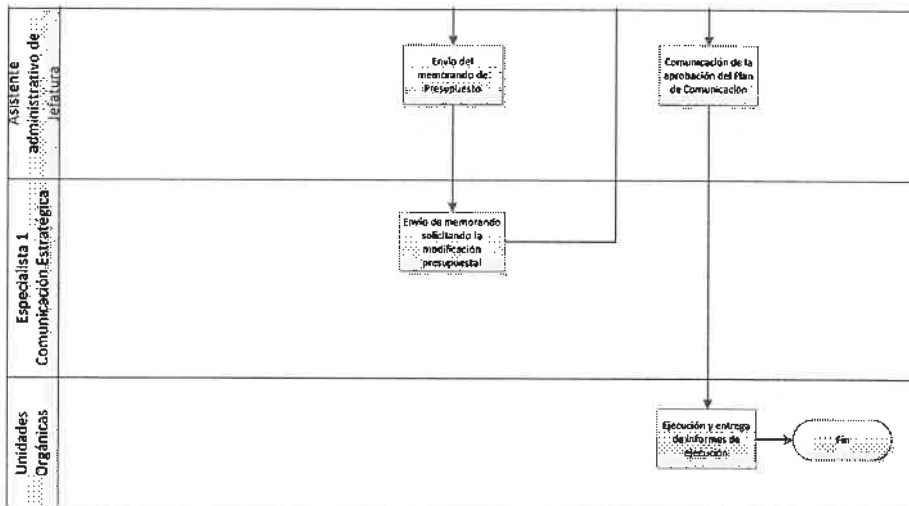 Asistente
administrativo de
Jefatura
Envío del
memorando de
Presupuesto
Comunicación de la
aprobación del Plan
de Comunicación
Especialista 1
Comunicación Estratégica
Envío de memorando
solicitando la
modificación
presupuestal
Unidades
Orgánicas
Ejecución y entrega
de informes de
ejecución
Fin